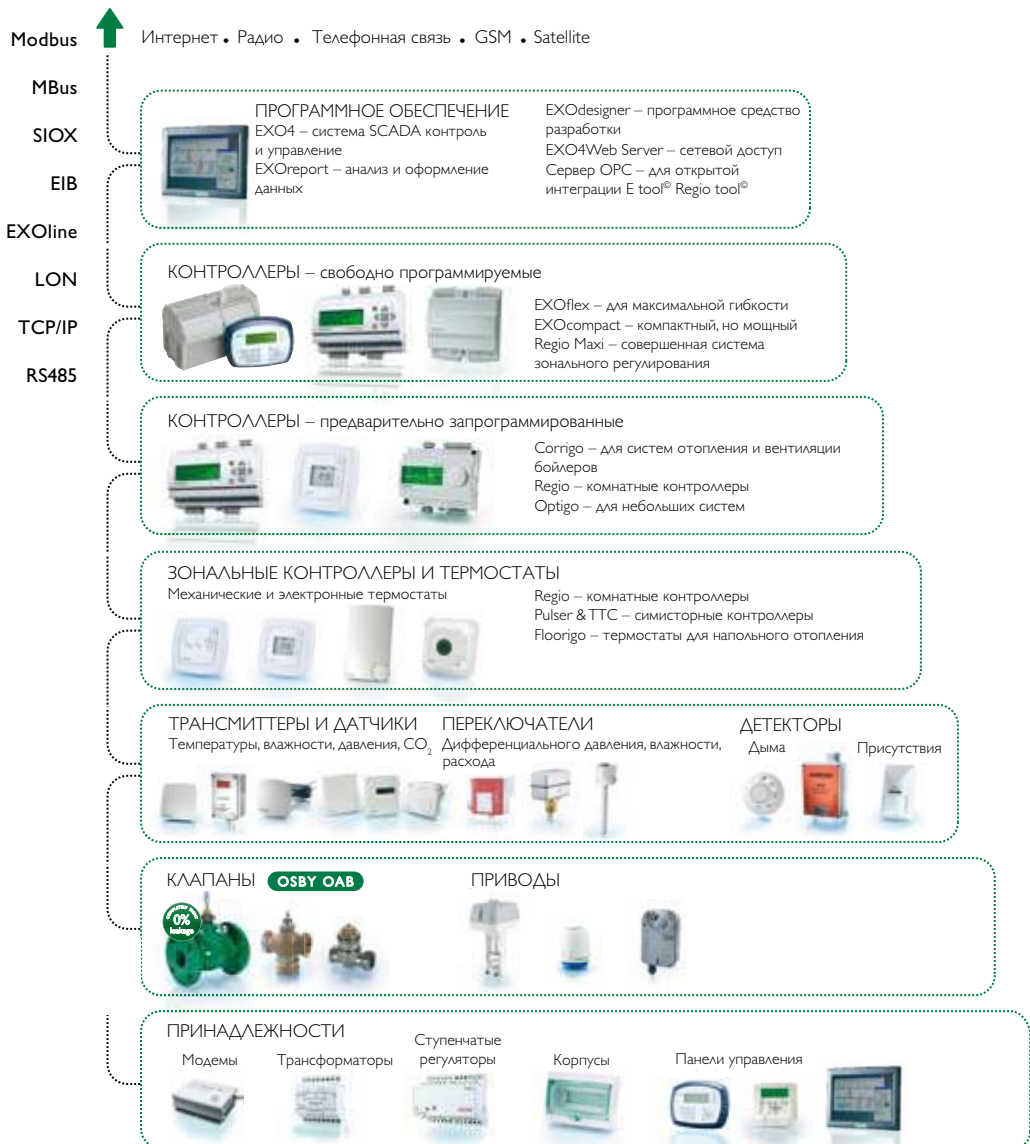 Modbus
MBus
SIOX
EIB
EXOline
LON
TCP/IP
RS485
Интернет • Радио • Телефонная связь • GSM • Satellite
ПРОГРАММНОЕ ОБЕСПЕЧЕНИЕ
EXO4 – система SCADA контроль
и управление
EXOreport – анализ и оформление
данных
EXOdesigner – программное средство
разработки
EXO4Web Server – сетевой доступ
Сервер ОРС – для открытой
интеграции E tool© Regio tool©
КОНТРОЛЛЕРЫ – свободно программируемые
EXOflex – для максимальной гибкости
EXOcompact – компактный, но мощный
Regio Maxi – совершенная система
зонального регулирования
КОНТРОЛЛЕРЫ – предварительно запрограммированные
Corrigo – для систем отопления и вентиляции
бойлеров
Regio – комнатные контроллеры
Optigo – для небольших систем
ЗОНАЛЬНЫЕ КОНТРОЛЛЕРЫ И ТЕРМОСТАТЫ
Механические и электронные термостаты
Regio – комнатные контроллеры
Pulser & TTC – симисторные контроллеры
Floorigo – термостаты для напольного отопления
ТРАНСМИТТЕРЫ И ДАТЧИКИ
Температуры, влажности, давления, CO₂
ПЕРЕКЛЮЧАТЕЛИ
Дифференциального давления, влажности,
расхода
ДЕТЕКТОРЫ
Дыма
Присутствия
КЛАПАНЫ
OSBY OAB
0%
leakage
ПРИВОДЫ
ПРИНАДЛЕЖНОСТИ
Модемы
Трансформаторы
Ступенчатые
регуляторы
Корпусы
Панели управления